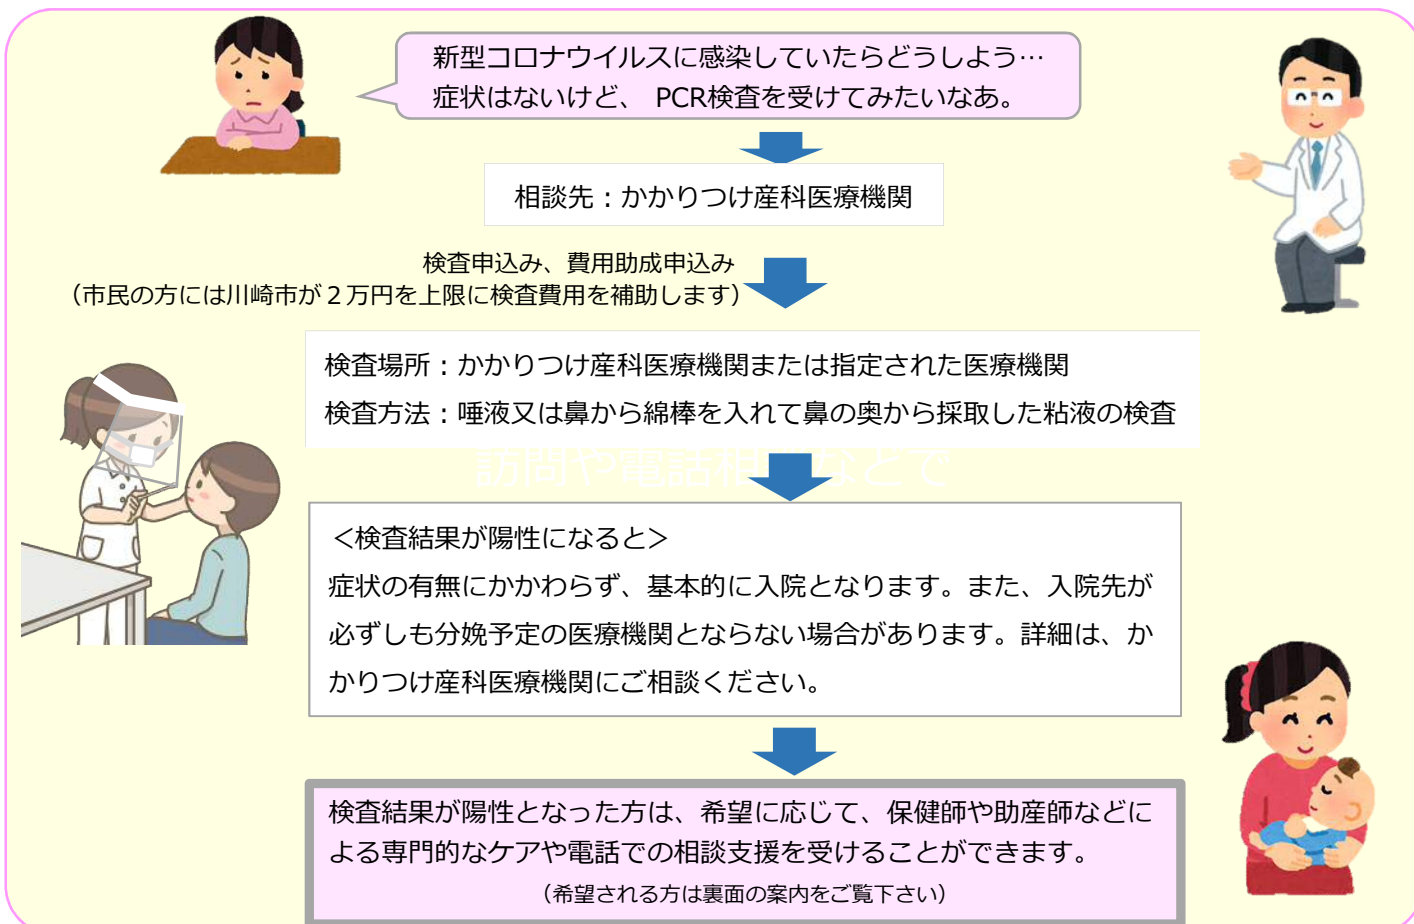 新型コロナウイルスに感染していたらどうしよう…
症状はないけど、 PCR検査を受けてみたいなあ。
相談先：かかりつけ産科医療機関
検査申込み、費用助成申込み
（市民の方には川崎市が２万円を上限に検査費用を補助します）
検査場所：かかりつけ産科医療機関または指定された医療機関
検査方法：唾液又は鼻から綿棒を入れて鼻の奥から採取した粘液の検査
訪問や電話相 などで
＜検査結果が陽性になると＞
症状の有無にかかわらず、基本的に入院となります。また、入院先が
必ずしも分娩予定の医療機関とならない場合があります。詳細は、か
かりつけ産科医療機関にご相談ください。
検査結果が陽性となった方は、希望に応じて、保健師や助産師などに
よる専門的なケアや電話での相談支援を受けることができます。
（希望される方は裏面の案内をご覧下さい）